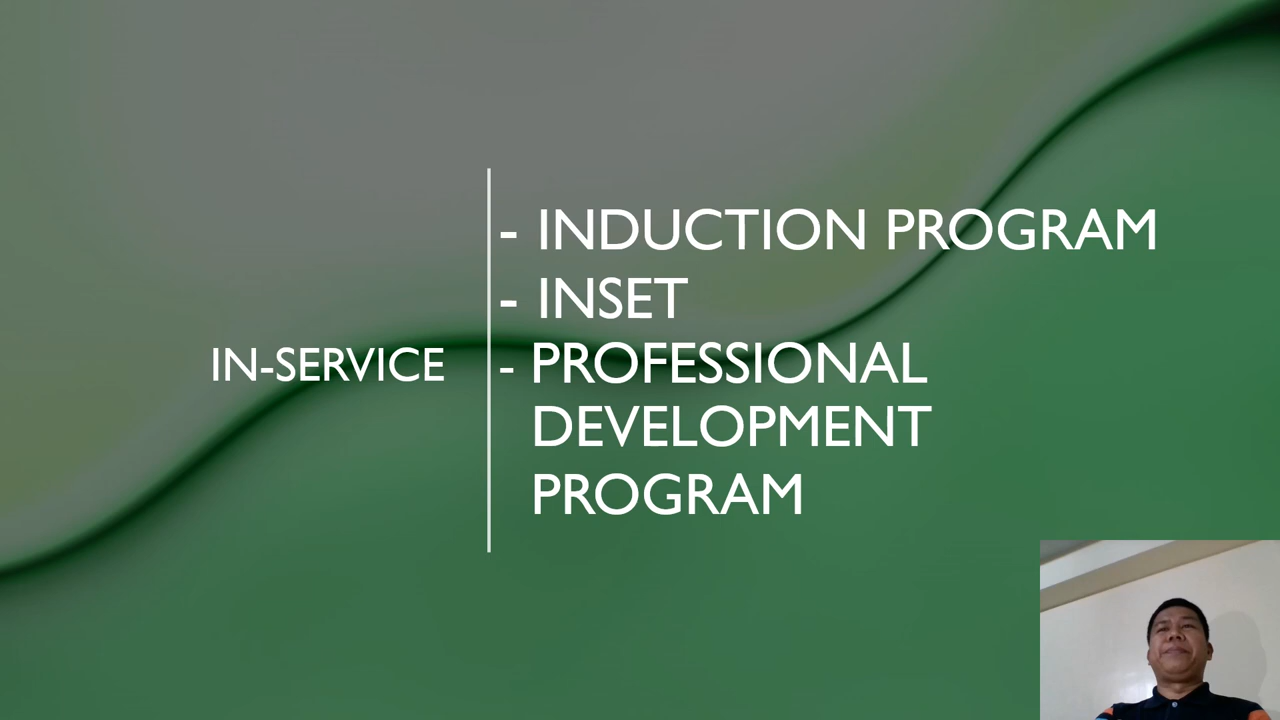 IN-SERVICE
- INDUCTION PROGRAM
- INSET
- PROFESSIONAL
DEVELOPMENT
PROGRAM